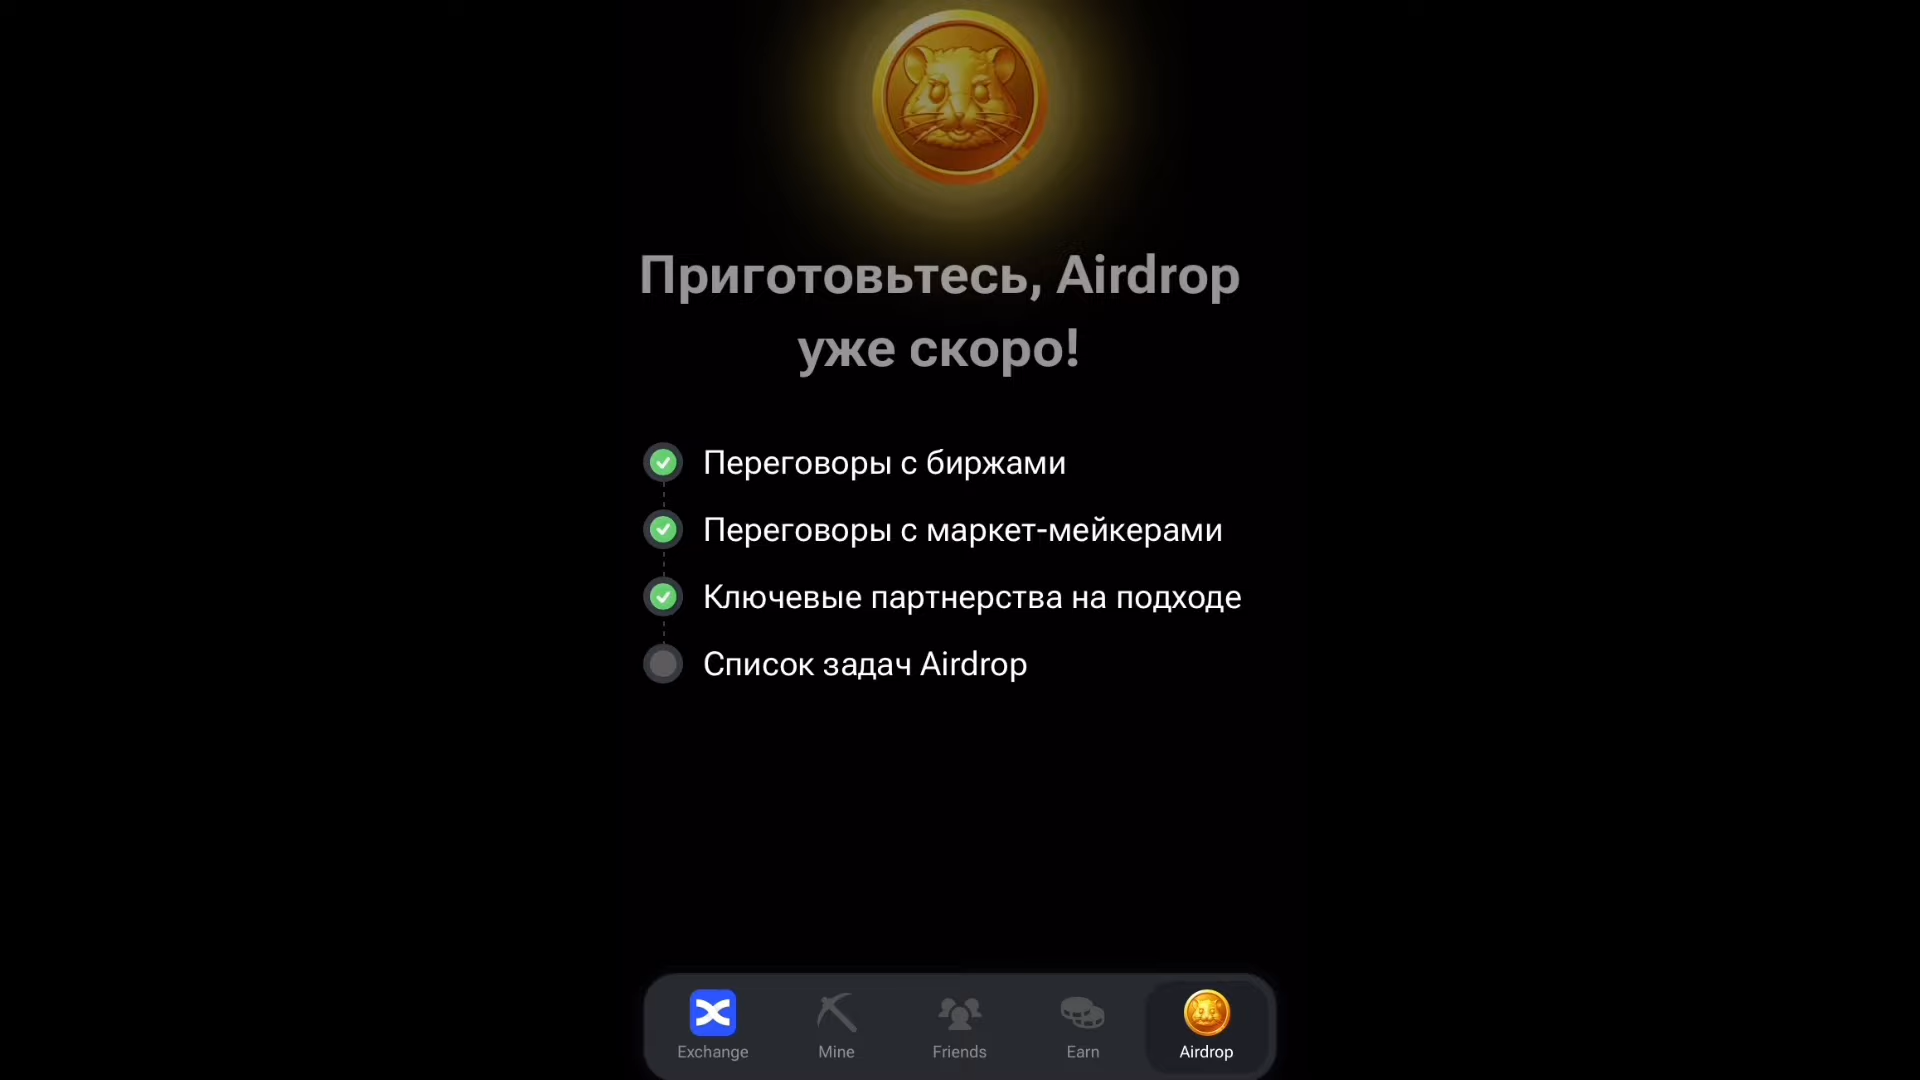 Приготовьтесь, Airdrop
уже скоро!
Переговоры с биржами
Переговоры с маркет-мейкерами
Ключевые партнерства на подходе
Список задач Airdrop
Exchange Mine Friends Earn Airdrop